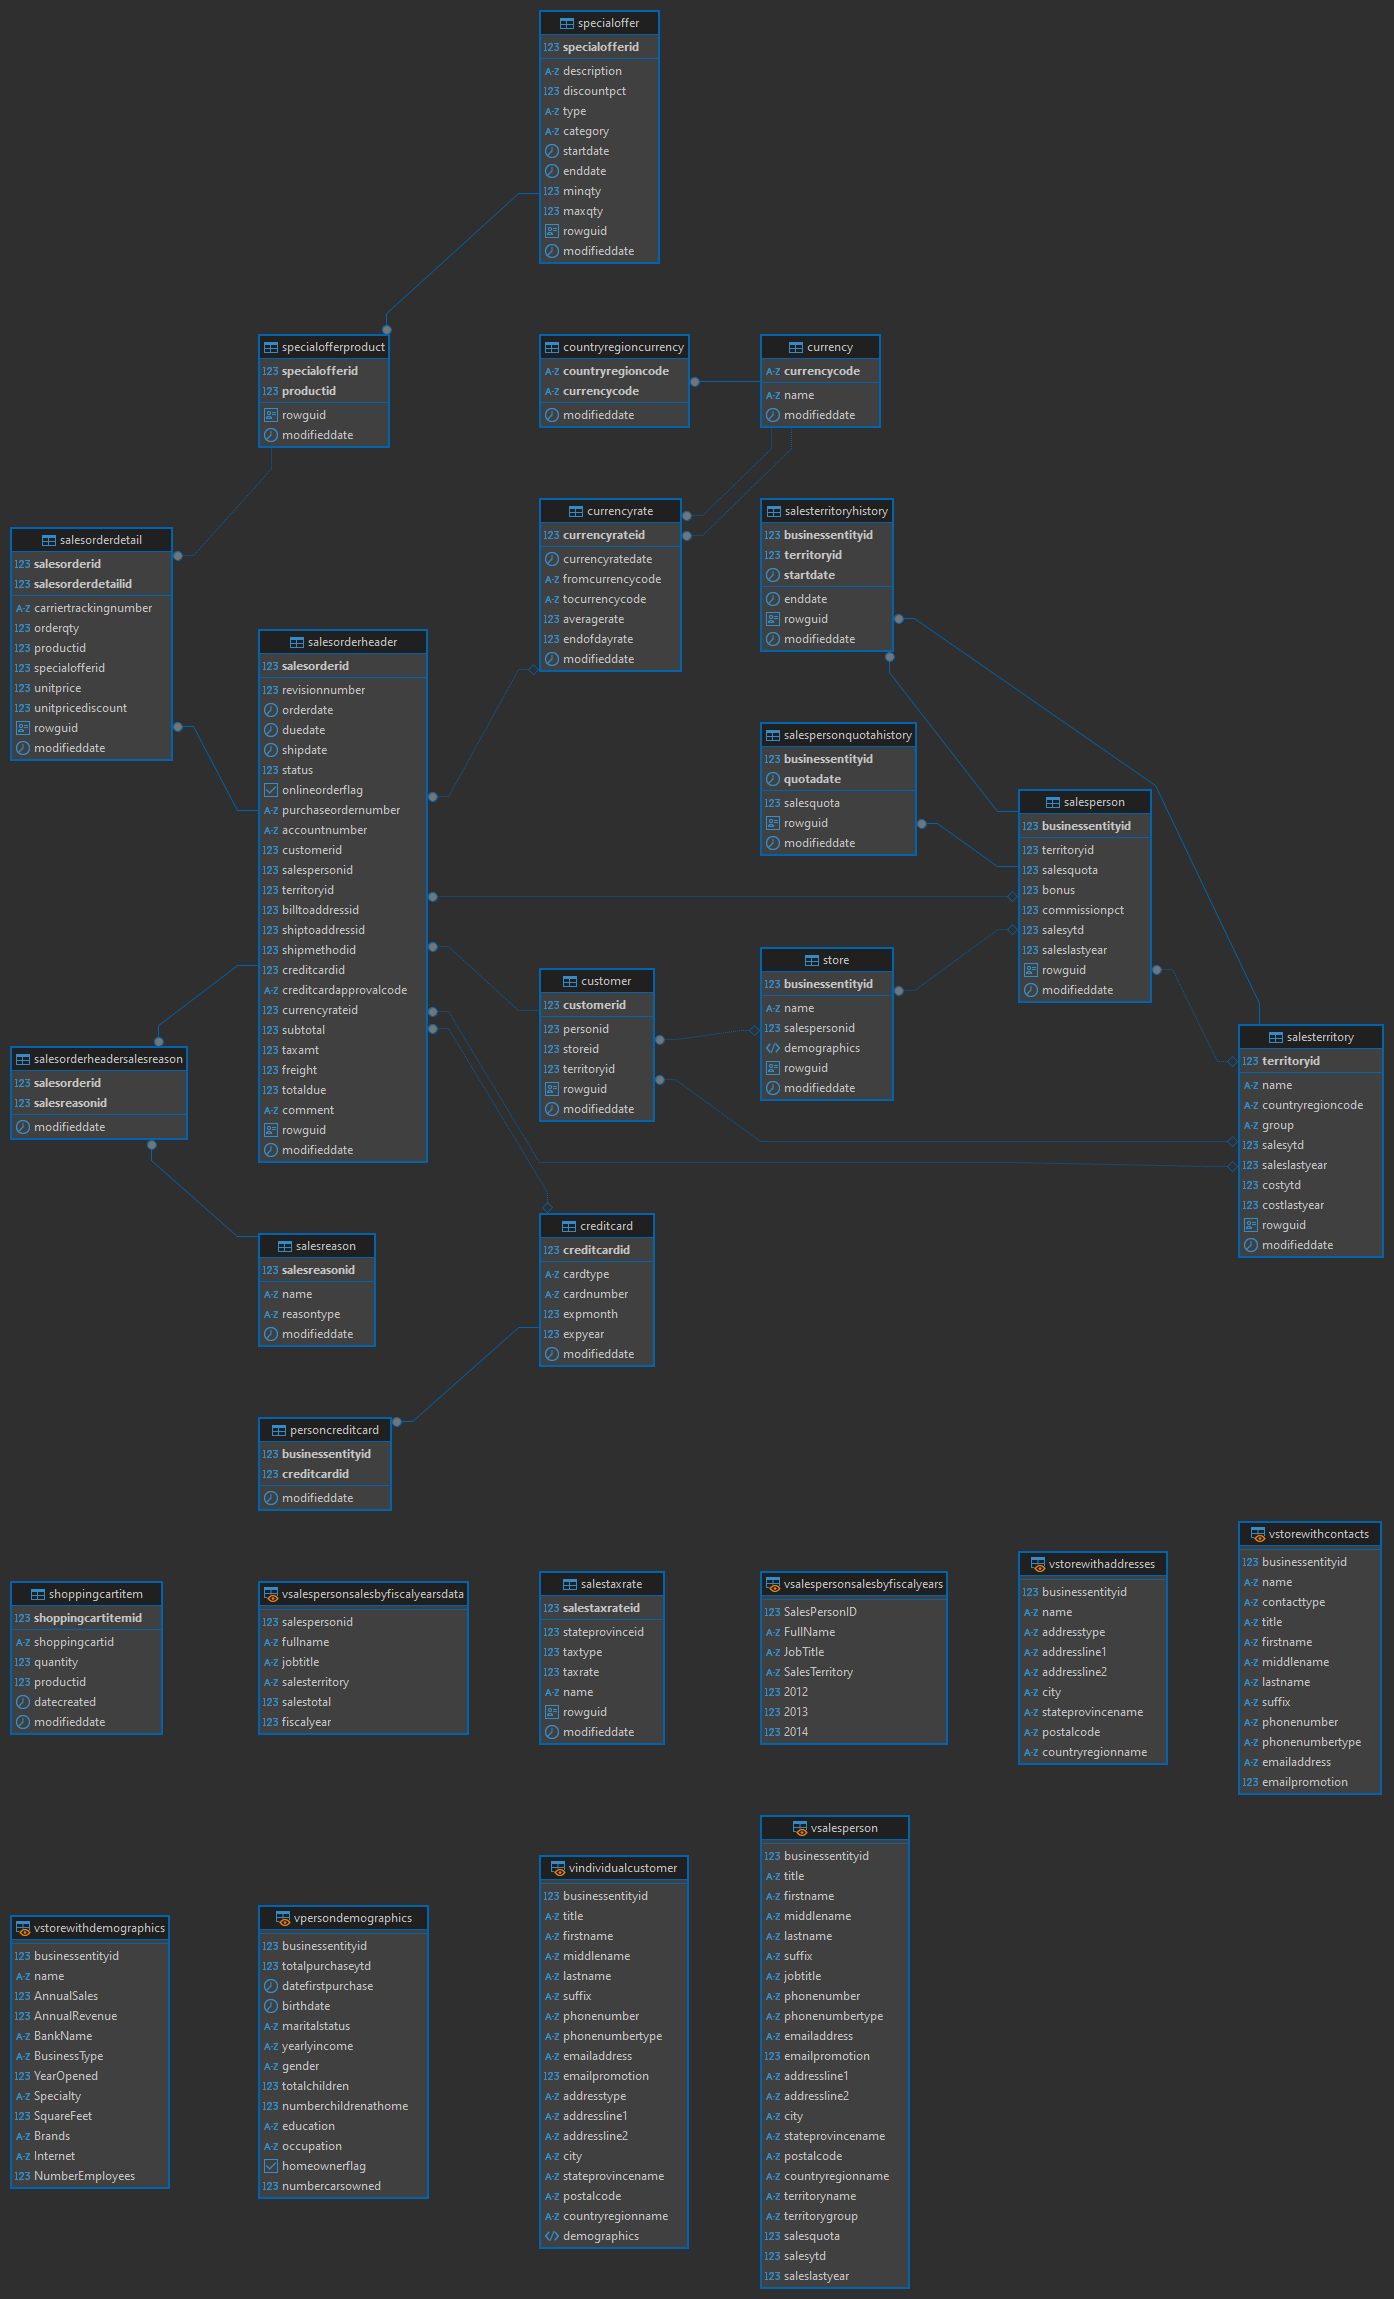 specialoffer
123 specialofferid
A-Z description
123 discountpct
A-Z type
A-Z category
startdate
enddate
123 minqty
123 maxqty
rowguid
modifieddate
specialofferproduct
123 specialofferid
123 productid
rowguid
modifieddate
countryregioncurrency
A-Z countryregioncode
A-Z currencycode
modifieddate
currency
A-Z currencycode
A-Z name
modifieddate
salesorderdetail
123 salesorderid
123 salesorderdetailid
A-Z carriertrackingnumber
123 orderqty
123 productid
123 specialofferid
123 unitprice
123 unitpricediscount
rowguid
modifieddate
salesorderheader
123 salesorderid
123 revisionnumber
orderdate
duedate
shipdate
123 status
onlineorderflag
A-Z purchaseordernumber
A-Z accountnumber
123 customerid
123 salespersonid
123 territoryid
123 billtoaddressid
123 shiptoaddressid
123 shipmethodid
123 creditcardid
A-Z creditcardapprovalcode
123 currencyrateid
123 subtotal
123 taxamt
123 freight
123 totaldue
A-Z comment
rowguid
modifieddate
currencyrate
123 currencyrateid
currencyratedate
A-Z fromcurrencycode
A-Z tocurrencycode
123 averagerate
123 endofdayrate
modifieddate
salesterritoryhistory
123 businessentityid
123 territoryid
startdate
enddate
rowguid
modifieddate
salespersonquotahistory
123 businessentityid
quotadate
123 salesquota
rowguid
modifieddate
salesperson
123 businessentityid
123 territoryid
123 salesquota
123 bonus
123 commissionpct
123 salesytd
123 saleslastyear
rowguid
modifieddate
customer
123 customerid
123 personid
123 storeid
123 territoryid
rowguid
modifieddate
store
123 businessentityid
A-Z name
123 salespersonid
</> demographics
rowguid
modifieddate
salesterritory
123 territoryid
A-Z name
A-Z countryregioncode
A-Z group
123 salesytd
123 saleslastyear
123 costytd
123 costlastyear
rowguid
modifieddate
salesorderheadersalesreason
123 salesorderid
123 salesreasonid
modifieddate
salesreason
123 salesreasonid
A-Z name
A-Z reasontype
modifieddate
creditcard
123 creditcardid
A-Z cardtype
A-Z cardnumber
123 expmonth
123 expyear
modifieddate
personcreditcard
123 businessentityid
123 creditcardid
modifieddate
shoppingcartitem
123 shoppingcartitemid
A-Z shoppingcartid
123 quantity
123 productid
datecreated
modifieddate
vsalespersonsalesbyfiscalyearsdata
123 salespersonid
A-Z fullname
A-Z jobtitle
A-Z salesterritory
123 salestotal
123 fiscalyear
salestaxrate
123 salestaxrateid
123 stateprovinceid
123 taxtype
123 taxrate
A-Z name
rowguid
modifieddate
vsalespersonsalesbyfiscalyears
123 SalesPersonID
A-Z FullName
A-Z JobTitle
A-Z SalesTerritory
123 2012
123 2013
123 2014
vstorewithaddresses
123 businessentityid
A-Z name
A-Z addresstype
A-Z addressline1
A-Z addressline2
A-Z city
A-Z stateprovincename
A-Z postalcode
A-Z countryregionname
vstorewithcontacts
123 businessentityid
A-Z name
A-Z contacttype
A-Z title
A-Z firstname
A-Z middlename
A-Z lastname
A-Z suffix
A-Z phonenumber
A-Z phonenumbertype
A-Z emailaddress
123 emailpromotion
vstorewithdemographics
123 businessentityid
A-Z name
123 AnnualSales
123 AnnualRevenue
A-Z BankName
A-Z BusinessType
123 YearOpened
A-Z Specialty
123 SquareFeet
A-Z Brands
A-Z Internet
123 NumberEmployees
vpersondemographics
123 businessentityid
123 totalpurchaseytd
datefirstpurchase
birthdate
A-Z maritalstatus
A-Z yearlyincome
A-Z gender
123 totalchildren
123 numberchildrenathome
A-Z education
A-Z occupation
homeownerflag
123 numbercarsowned
vindividualcustomer
123 businessentityid
A-Z title
A-Z firstname
A-Z middlename
A-Z lastname
A-Z suffix
A-Z phonenumber
A-Z phonenumbertype
A-Z emailaddress
123 emailpromotion
A-Z addresstype
A-Z addressline1
A-Z addressline2
A-Z city
A-Z stateprovincename
A-Z postalcode
A-Z countryregionname
</> demographics
vsalesperson
123 businessentityid
A-Z title
A-Z firstname
A-Z middlename
A-Z lastname
A-Z suffix
A-Z jobtitle
A-Z phonenumber
A-Z phonenumbertype
A-Z emailaddress
123 emailpromotion
A-Z addressline1
A-Z addressline2
A-Z city
A-Z stateprovincename
A-Z postalcode
A-Z countryregionname
A-Z territoryname
A-Z territorygroup
123 salesquota
123 salesytd
123 saleslastyear